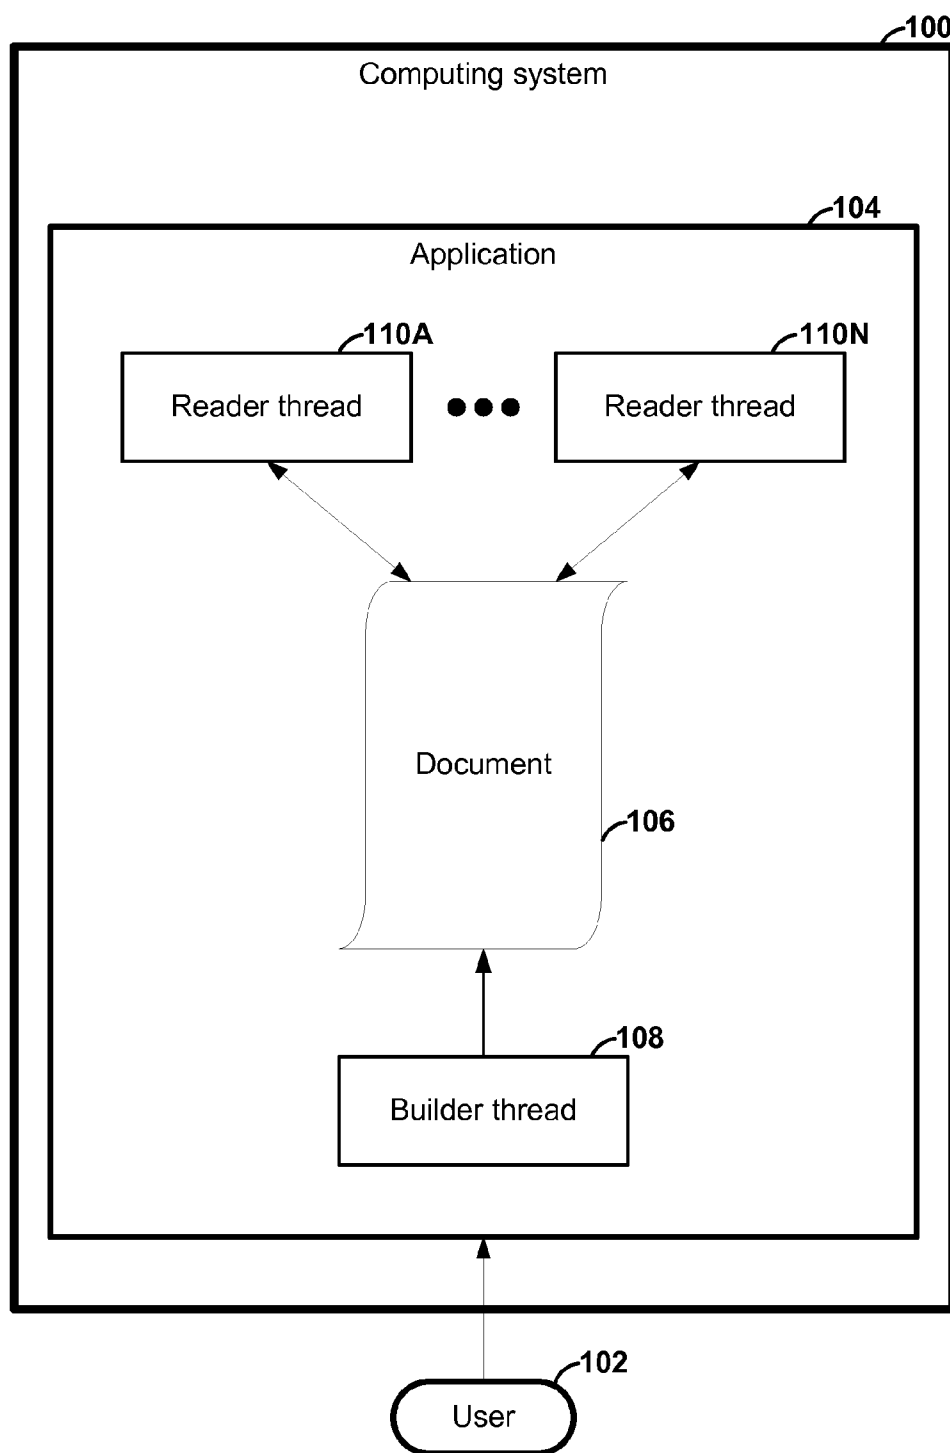 100
Computing system
104
Application
110A
110N
Reader thread
Reader thread
Document
106
108
Builder thread
102
User